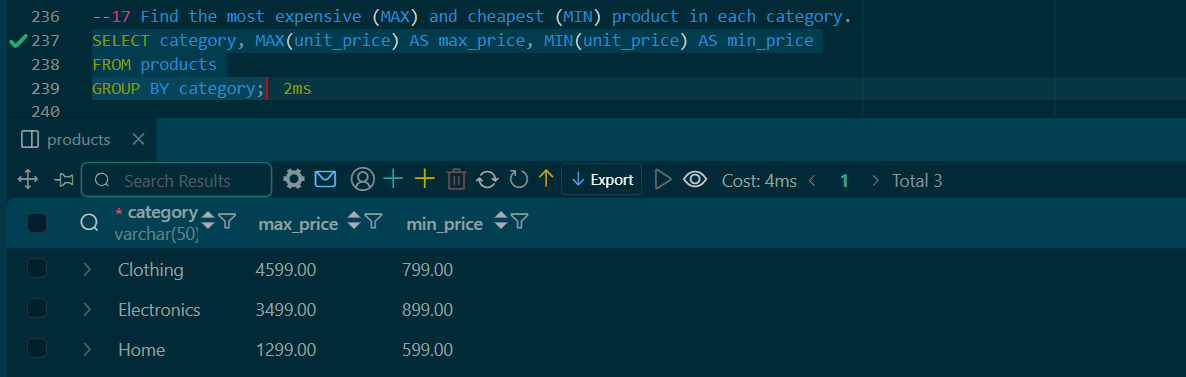 236 --17 Find the most expensive (MAX) and cheapest (MIN) product in each category.
237 SELECT category, MAX(unit_price) AS max_price, MIN(unit_price) AS min_price
238 FROM products
239 GROUP BY category; 2ms
240
products
Search Results Export Cost: 4ms < 1 > Total 3
* category max_price min_price
varchar(50)
Clothing 4599.00 799.00
Electronics 3499.00 899.00
Home 1299.00 599.00